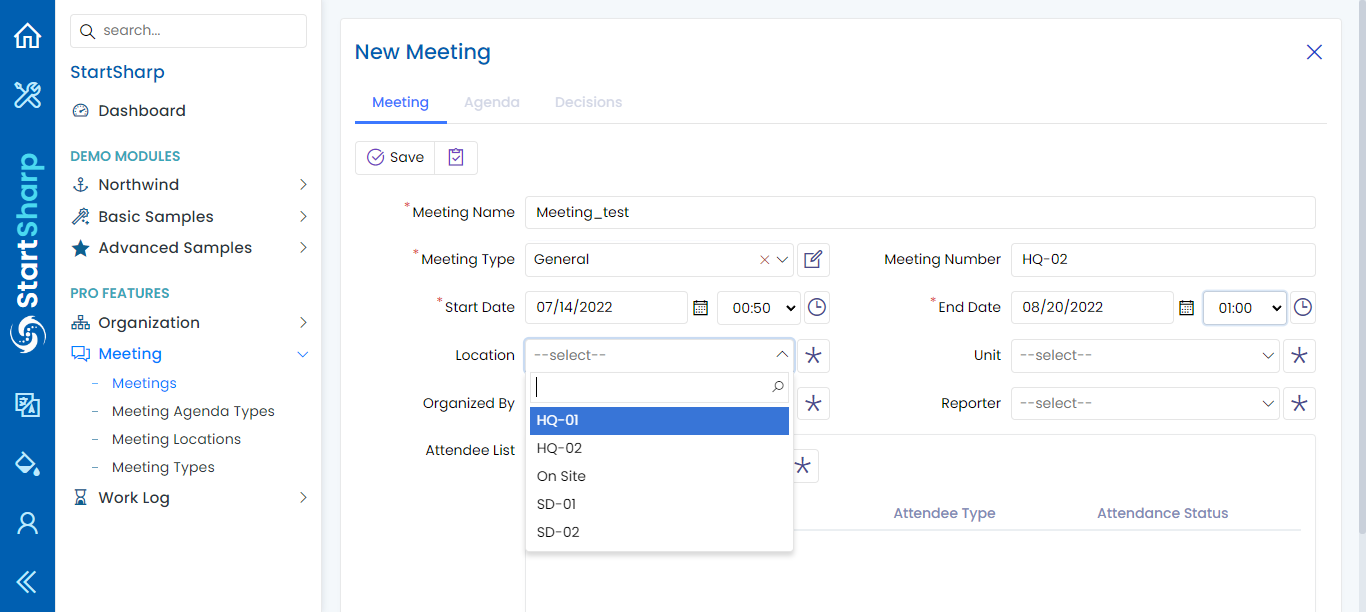 search...
StartSharp
Dashboard
DEMO MODULES
Northwind
Basic Samples
Advanced Samples
PRO FEATURES
Organization
Meeting
– Meetings
– Meeting Agenda Types
– Meeting Locations
– Meeting Types
Work Log
StartSharp
New Meeting
Meeting Agenda Decisions
Save
*Meeting Name Meeting_test
*Meeting Type General Meeting Number HQ-02
*Start Date 07/14/2022 00:50 *End Date 08/20/2022 01:00
Location --select-- Unit --select--
HQ-01
HQ-02
On Site
SD-01
SD-02
Organized By Reporter --select--
Attendee List
Attendee Type Attendance Status